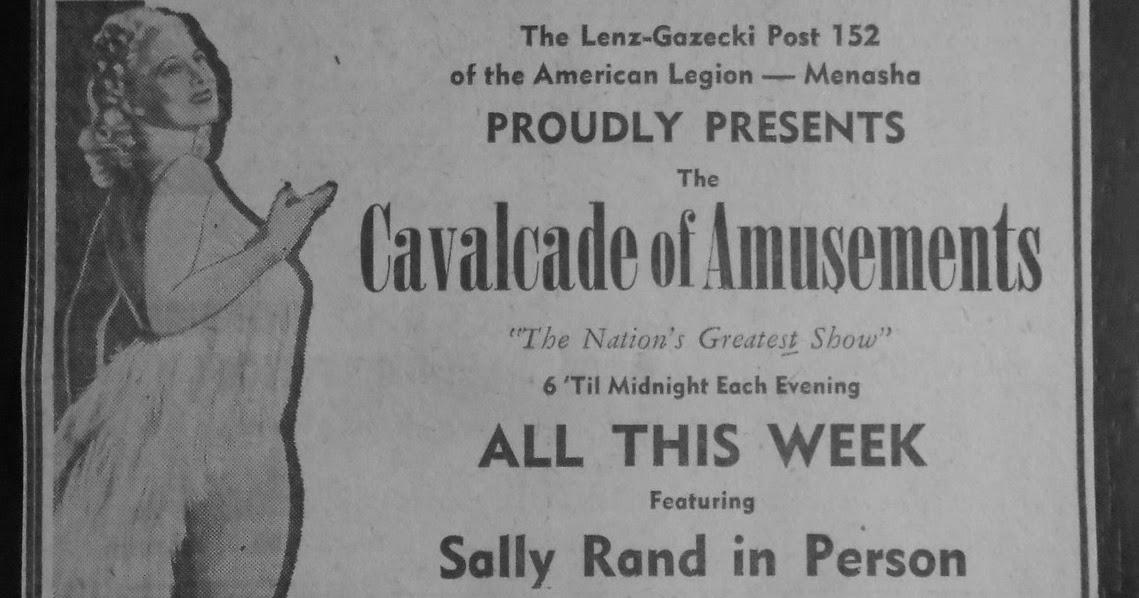 The Lenz-Gazecki Post 152
of the American Legion — Menasha
PROUDLY PRESENTS
The
Cavalcade of Amusements
"The Nation's Greatest Show"
6 'Til Midnight Each Evening
ALL THIS WEEK
Featuring
Sally Rand in Person